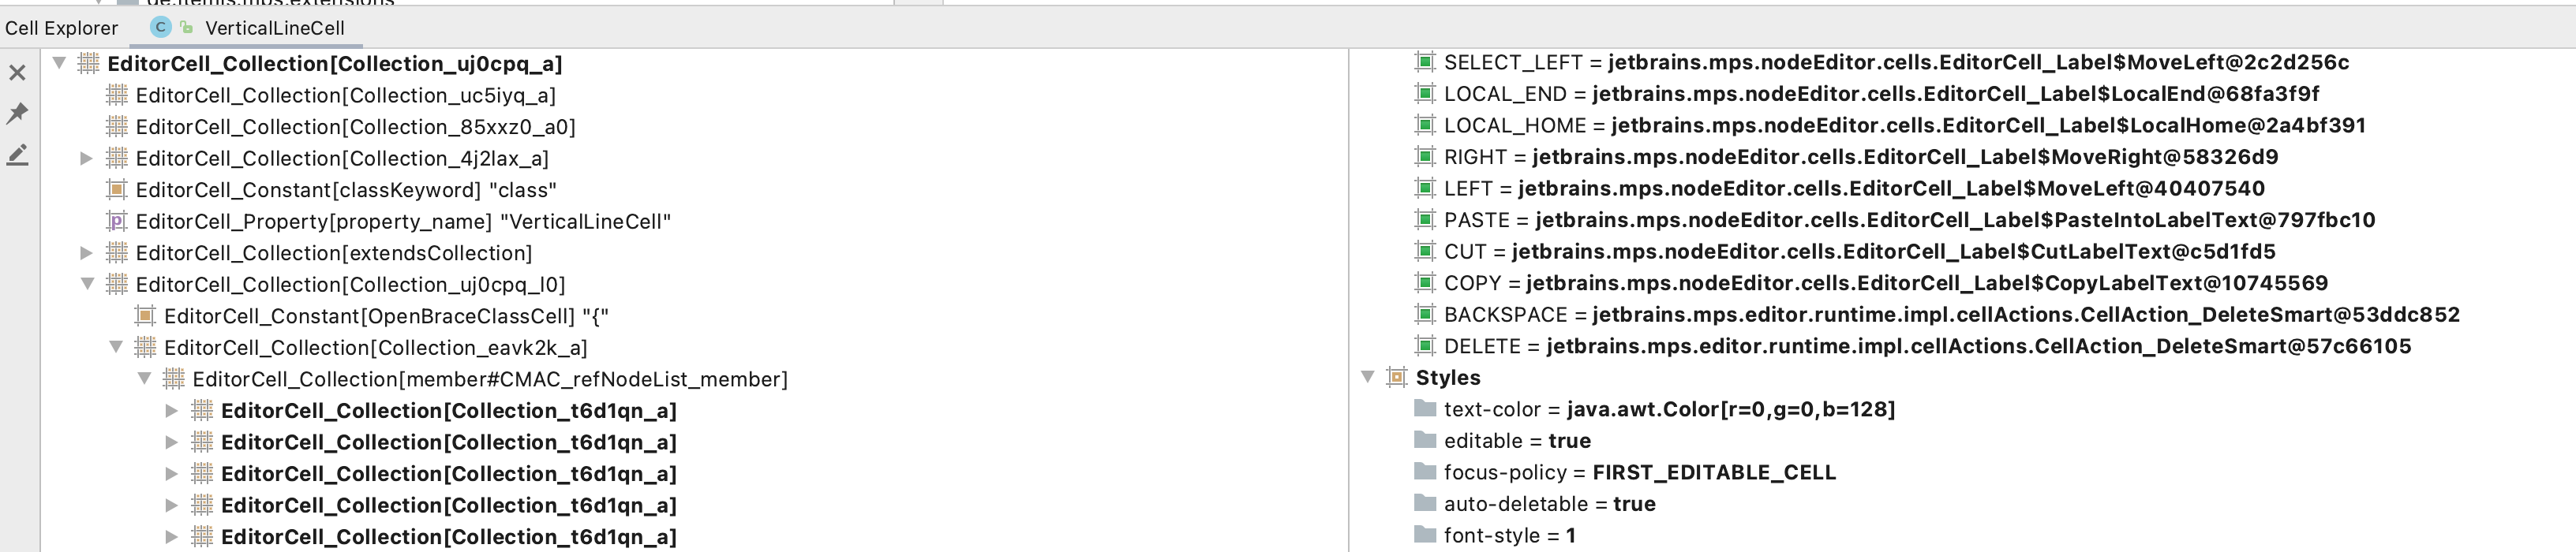 Cell Explorer
VerticalLineCell
EditorCell_Collection[Collection_uj0cpq_a]
EditorCell_Collection[Collection_uc5iyq_a]
EditorCell_Collection[Collection_85xxz0_a0]
EditorCell_Collection[Collection_4j2lax_a]
EditorCell_Constant[classKeyword] "class"
EditorCell_Property[property_name] "VerticalLineCell"
EditorCell_Collection[extendsCollection]
EditorCell_Collection[Collection_uj0cpq_l0]
EditorCell_Constant[OpenBraceClassCell] "{"
EditorCell_Collection[Collection_eavk2k_a]
EditorCell_Collection[member#CMAC_refNodeList_member]
EditorCell_Collection[Collection_t6d1qn_a]
EditorCell_Collection[Collection_t6d1qn_a]
EditorCell_Collection[Collection_t6d1qn_a]
EditorCell_Collection[Collection_t6d1qn_a]
EditorCell_Collection[Collection_t6d1qn_a]
SELECT_LEFT = jetbrains.mps.nodeEditor.cells.EditorCell_Label$MoveLeft@2c2d256c
LOCAL_END = jetbrains.mps.nodeEditor.cells.EditorCell_Label$LocalEnd@68fa3f9f
LOCAL_HOME = jetbrains.mps.nodeEditor.cells.EditorCell_Label$LocalHome@2a4bf391
RIGHT = jetbrains.mps.nodeEditor.cells.EditorCell_Label$MoveRight@58326d9
LEFT = jetbrains.mps.nodeEditor.cells.EditorCell_Label$MoveLeft@40407540
PASTE = jetbrains.mps.nodeEditor.cells.EditorCell_Label$PasteIntoLabelText@797fbc10
CUT = jetbrains.mps.nodeEditor.cells.EditorCell_Label$CutLabelText@c5d1fd5
COPY = jetbrains.mps.nodeEditor.cells.EditorCell_Label$CopyLabelText@10745569
BACKSPACE = jetbrains.mps.editor.runtime.impl.cellActions.CellAction_DeleteSmart@53ddc852
DELETE = jetbrains.mps.editor.runtime.impl.cellActions.CellAction_DeleteSmart@57c66105
Styles
text-color = java.awt.Color[r=0,g=0,b=128]
editable = true
focus-policy = FIRST_EDITABLE_CELL
auto-deletable = true
font-style = 1